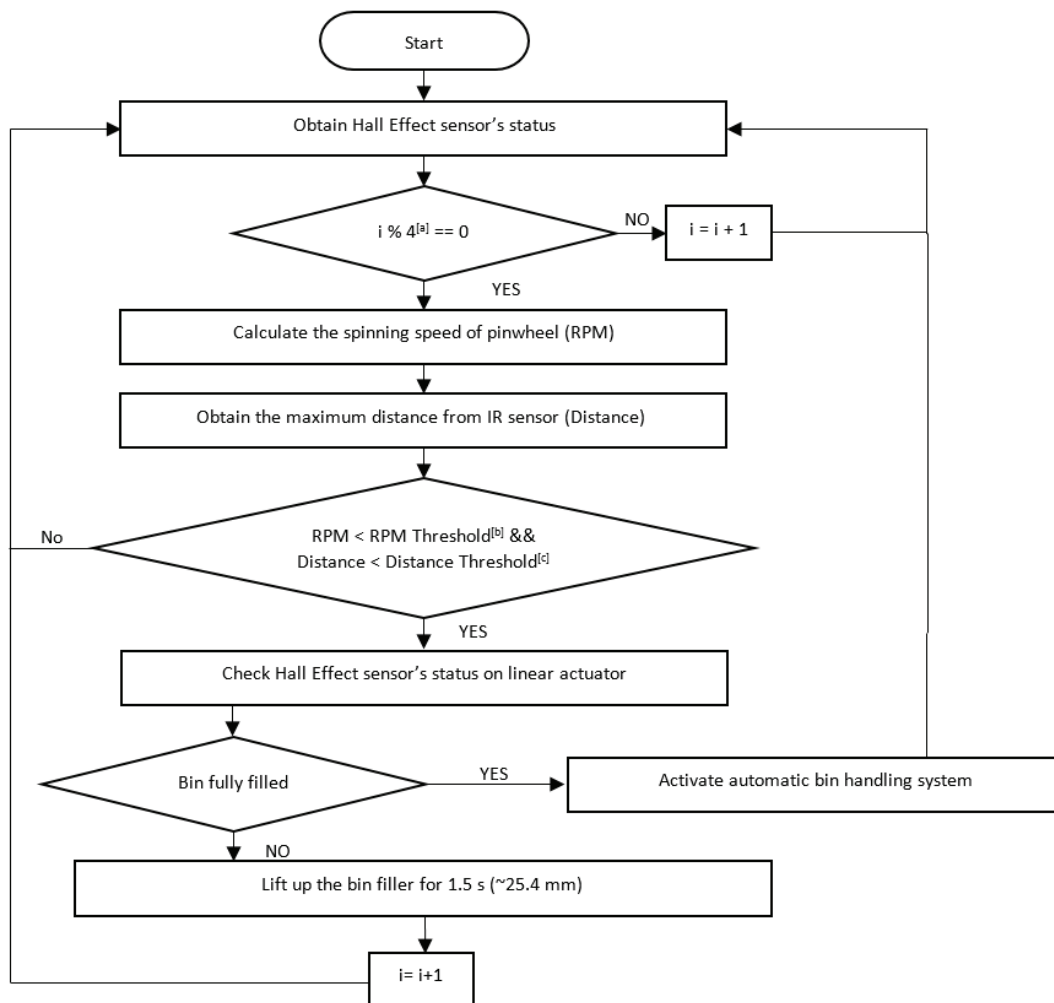 Start
Obtain Hall Effect sensor’s status
i % 4[a] == 0
NO
i = i + 1
YES
Calculate the spinning speed of pinwheel (RPM)
Obtain the maximum distance from IR sensor (Distance)
No
RPM < RPM Threshold[b] &&
Distance < Distance Threshold[c]
YES
Check Hall Effect sensor’s status on linear actuator
Bin fully filled
YES
Activate automatic bin handling system
NO
Lift up the bin filler for 1.5 s (~25.4 mm)
i= i+1